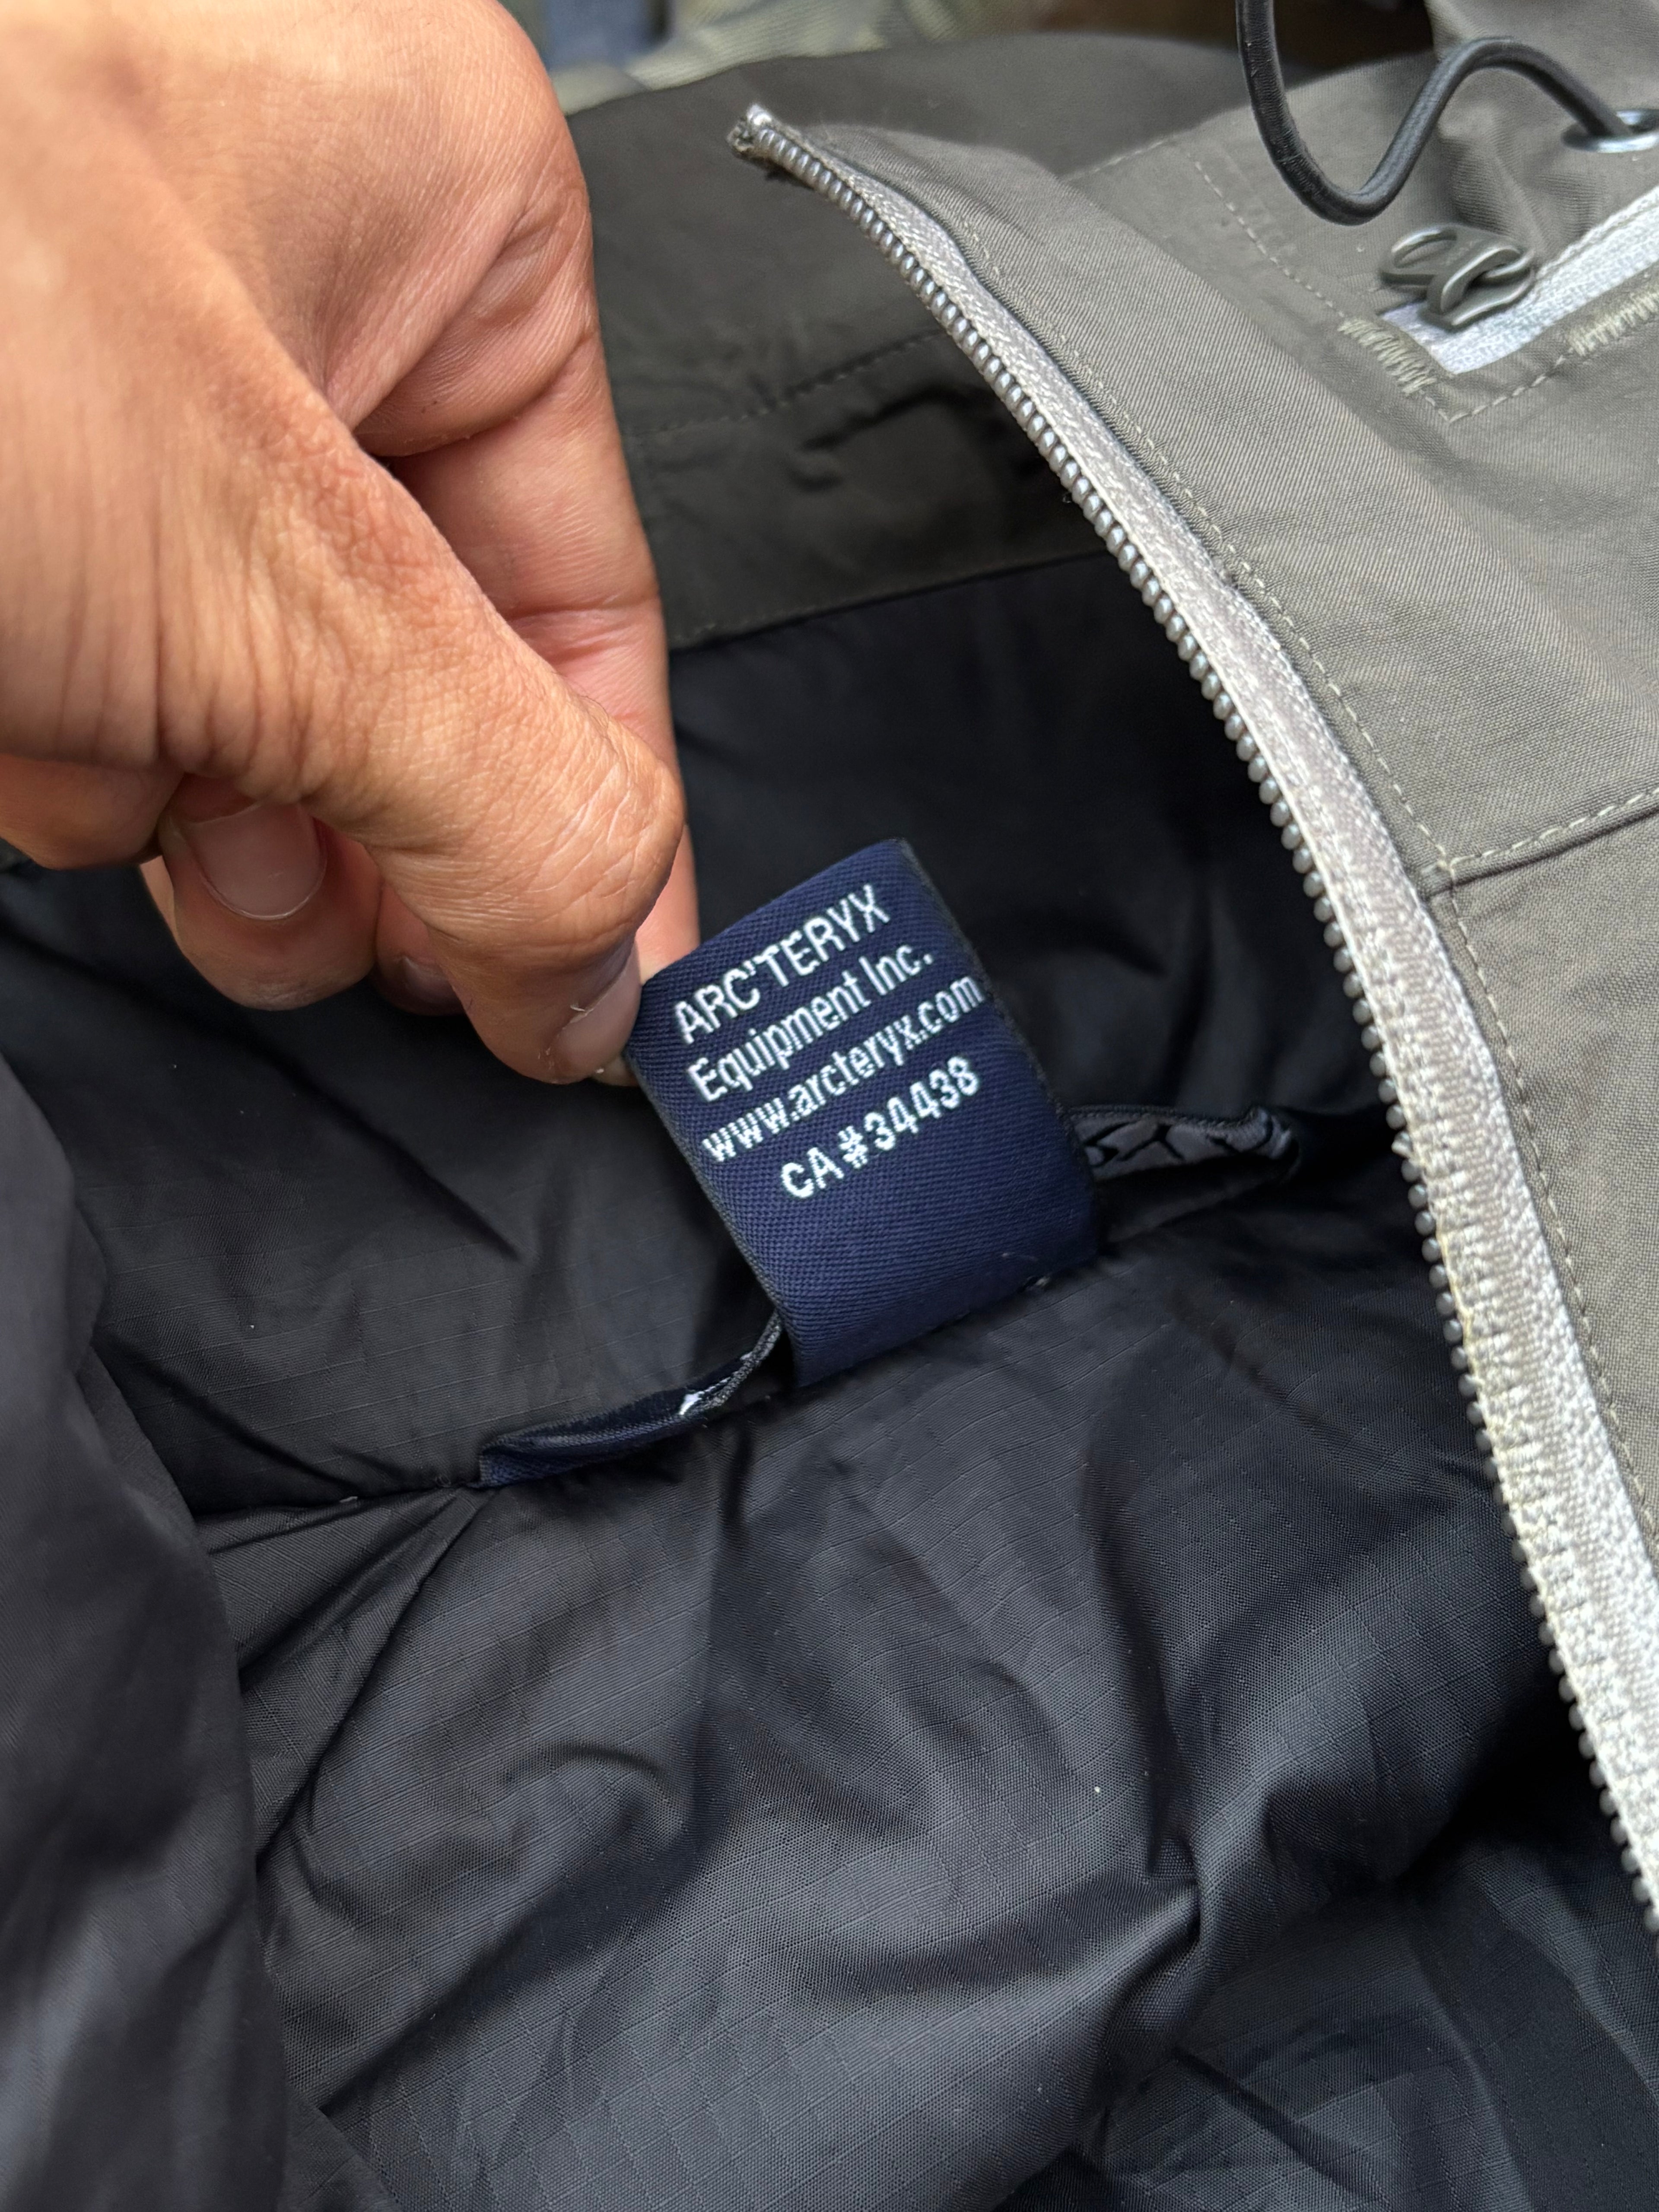 ARC'TERYX
Equipment Inc.
www.arcteryx.com
CA # 34438